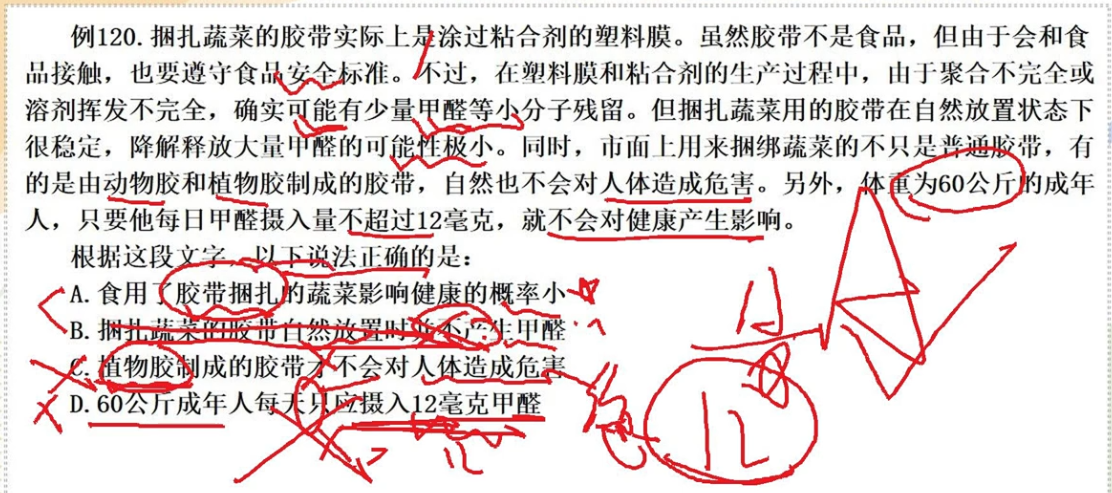 例120.捆扎蔬菜的胶带实际上是涂过粘合剂的塑料膜。虽然胶带不是食品，但由于会和食
品接触，也要遵守食品安全标准。不过，在塑料膜和粘合剂的生产过程中，由于聚合不完全或
溶剂挥发不完全，确实可能有少量甲醛等小分子残留。但捆扎蔬菜用的胶带在自然放置状态下
很稳定，降解释放大量甲醛的可能性极小。同时，市面上用来捆绑蔬菜的不只是普通胶带，有
的是由动物胶和植物胶制成的胶带，自然也不会对人体造成危害。另外，体重为60公斤的成年
人，只要他每日甲醛摄入量不超过12毫克，就不会对健康产生影响。
根据这段文字，以下说法正确的是：
A.食用了胶带捆扎的蔬菜影响健康的概率小
B.捆扎蔬菜的胶带自然放置时并不产生甲醛
C.植物胶制成的胶带才不会对人体造成危害
D.60公斤成年人每天只应摄入12毫克甲醛
12
12